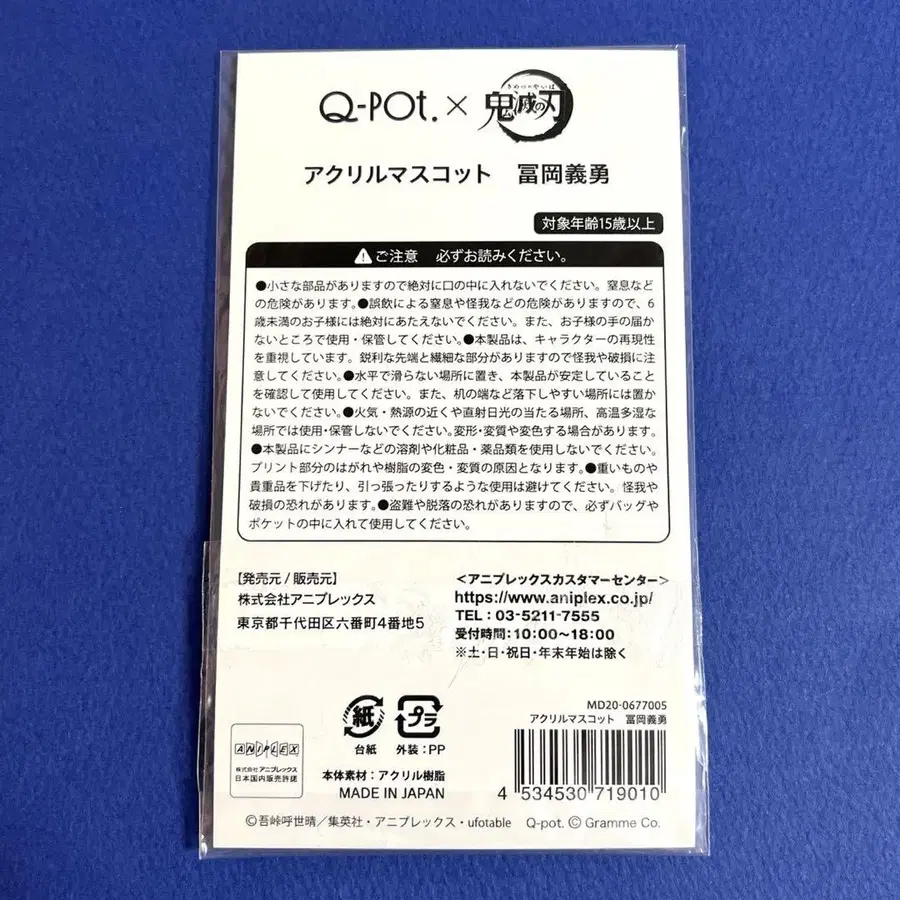 Q-POT. × 鬼滅の刃
きめつのやいば
アクリルマスコット 冨岡義勇
対象年齢15歳以上
ご注意 必ずお読みください。
●小さな部品がありますので絶対に口の中に入れないでください。窒息など
の危険があります。●誤飲による窒息や怪我などの危険がありますので、6
歳未満のお子様には絶対にあたえないでください。また、お子様の手の届か
ないところで使用・保管してください。●本製品は、キャラクターの再現性
を重視しています。鋭利な先端と繊細な部分がありますので怪我や破損に注
意してください。●水平で滑らない場所に置き、本製品が安定していること
を確認して使用してください。また、机の端など落下しやすい場所には置か
ないでください。●火気・熱源の近くや直射日光の当たる場所、高温多湿な
場所では使用・保管しないでください。変形・変質や変色する場合があります。
●本製品にシンナーなどの溶剤や化粧品・薬品類を使用しないでください。
プリント部分のはがれや樹脂の変色・変質の原因となります。●重いものや
貴重品を下げたり、引っ張ったりするような使用は避けてください。怪我や
破損の恐れがあります。●盗難や脱落の恐れがありますので、必ずバッグや
ポケットの中に入れて使用してください。
【発売元 / 販売元】
株式会社アニプレックス
東京都千代田区六番町4番地5
＜アニプレックスカスタマーセンター＞
https://www.aniplex.co.jp/
TEL：03-5211-7555
受付時間：10:00～18:00
※土・日・祝日・年末年始は除く
ANIPLEX
株式会社アニプレックス
日本国内販売許諾
紙
台紙
プラ
外装：PP
本体素材：アクリル樹脂
MADE IN JAPAN
MD20-0677005
アクリルマスコット 冨岡義勇
4 534530 719010
©吾峠呼世晴／集英社・アニプレックス・ufotable Q-pot. © Gramme Co.